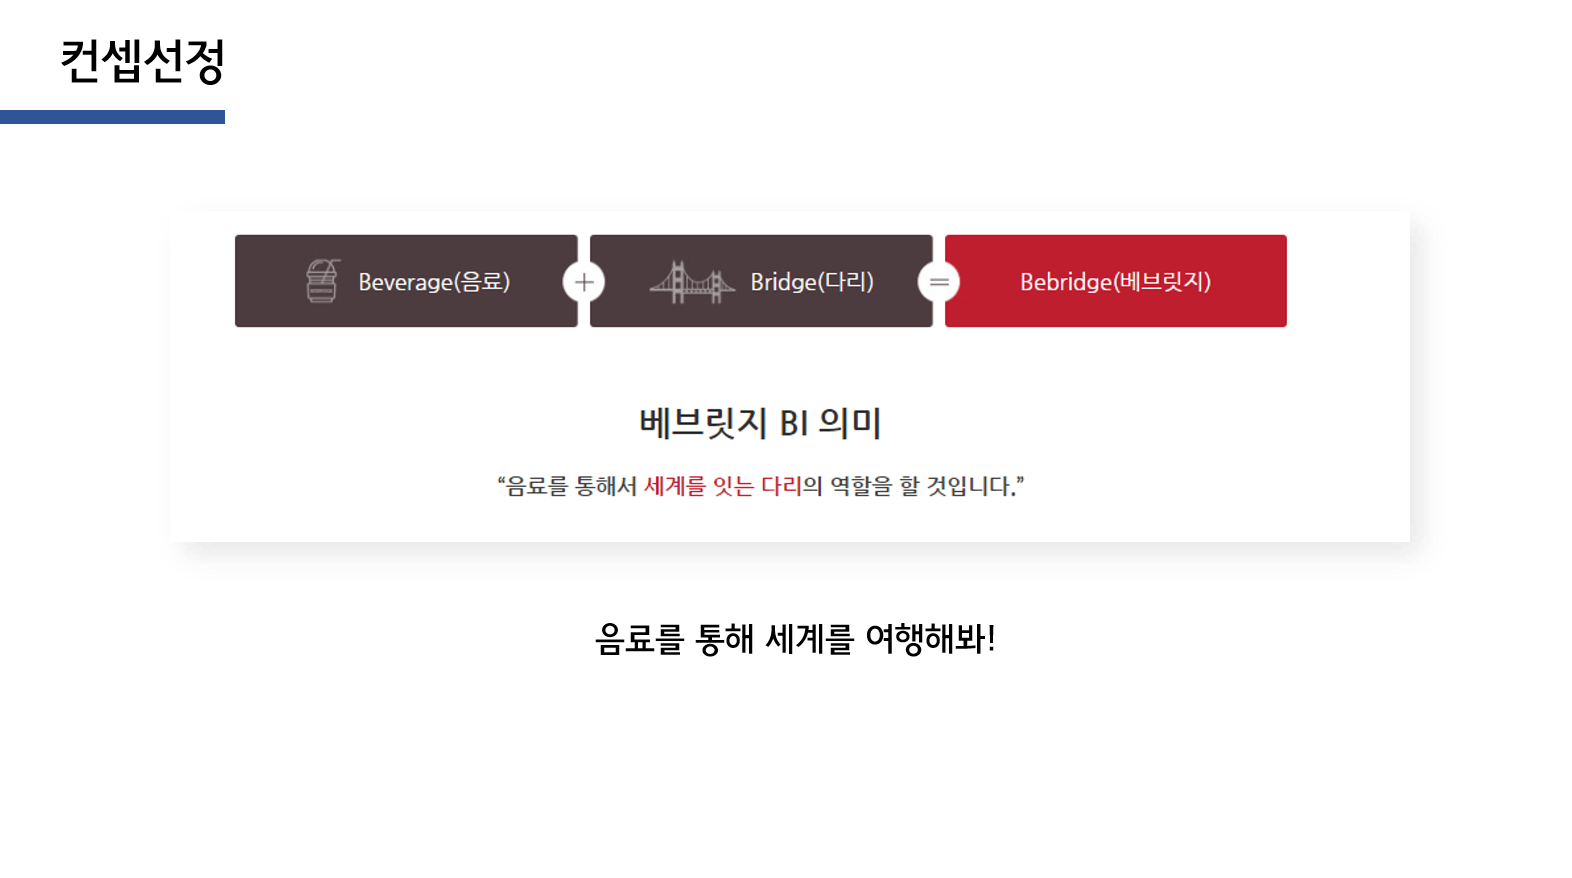 컨셉선정
Beverage(음료) + Bridge(다리) = Bebridge(베브릿지)
베브릿지 BI 의미
“음료를 통해서 세계를 잇는 다리의 역할을 할 것입니다.”
음료를 통해 세계를 여행해봐!